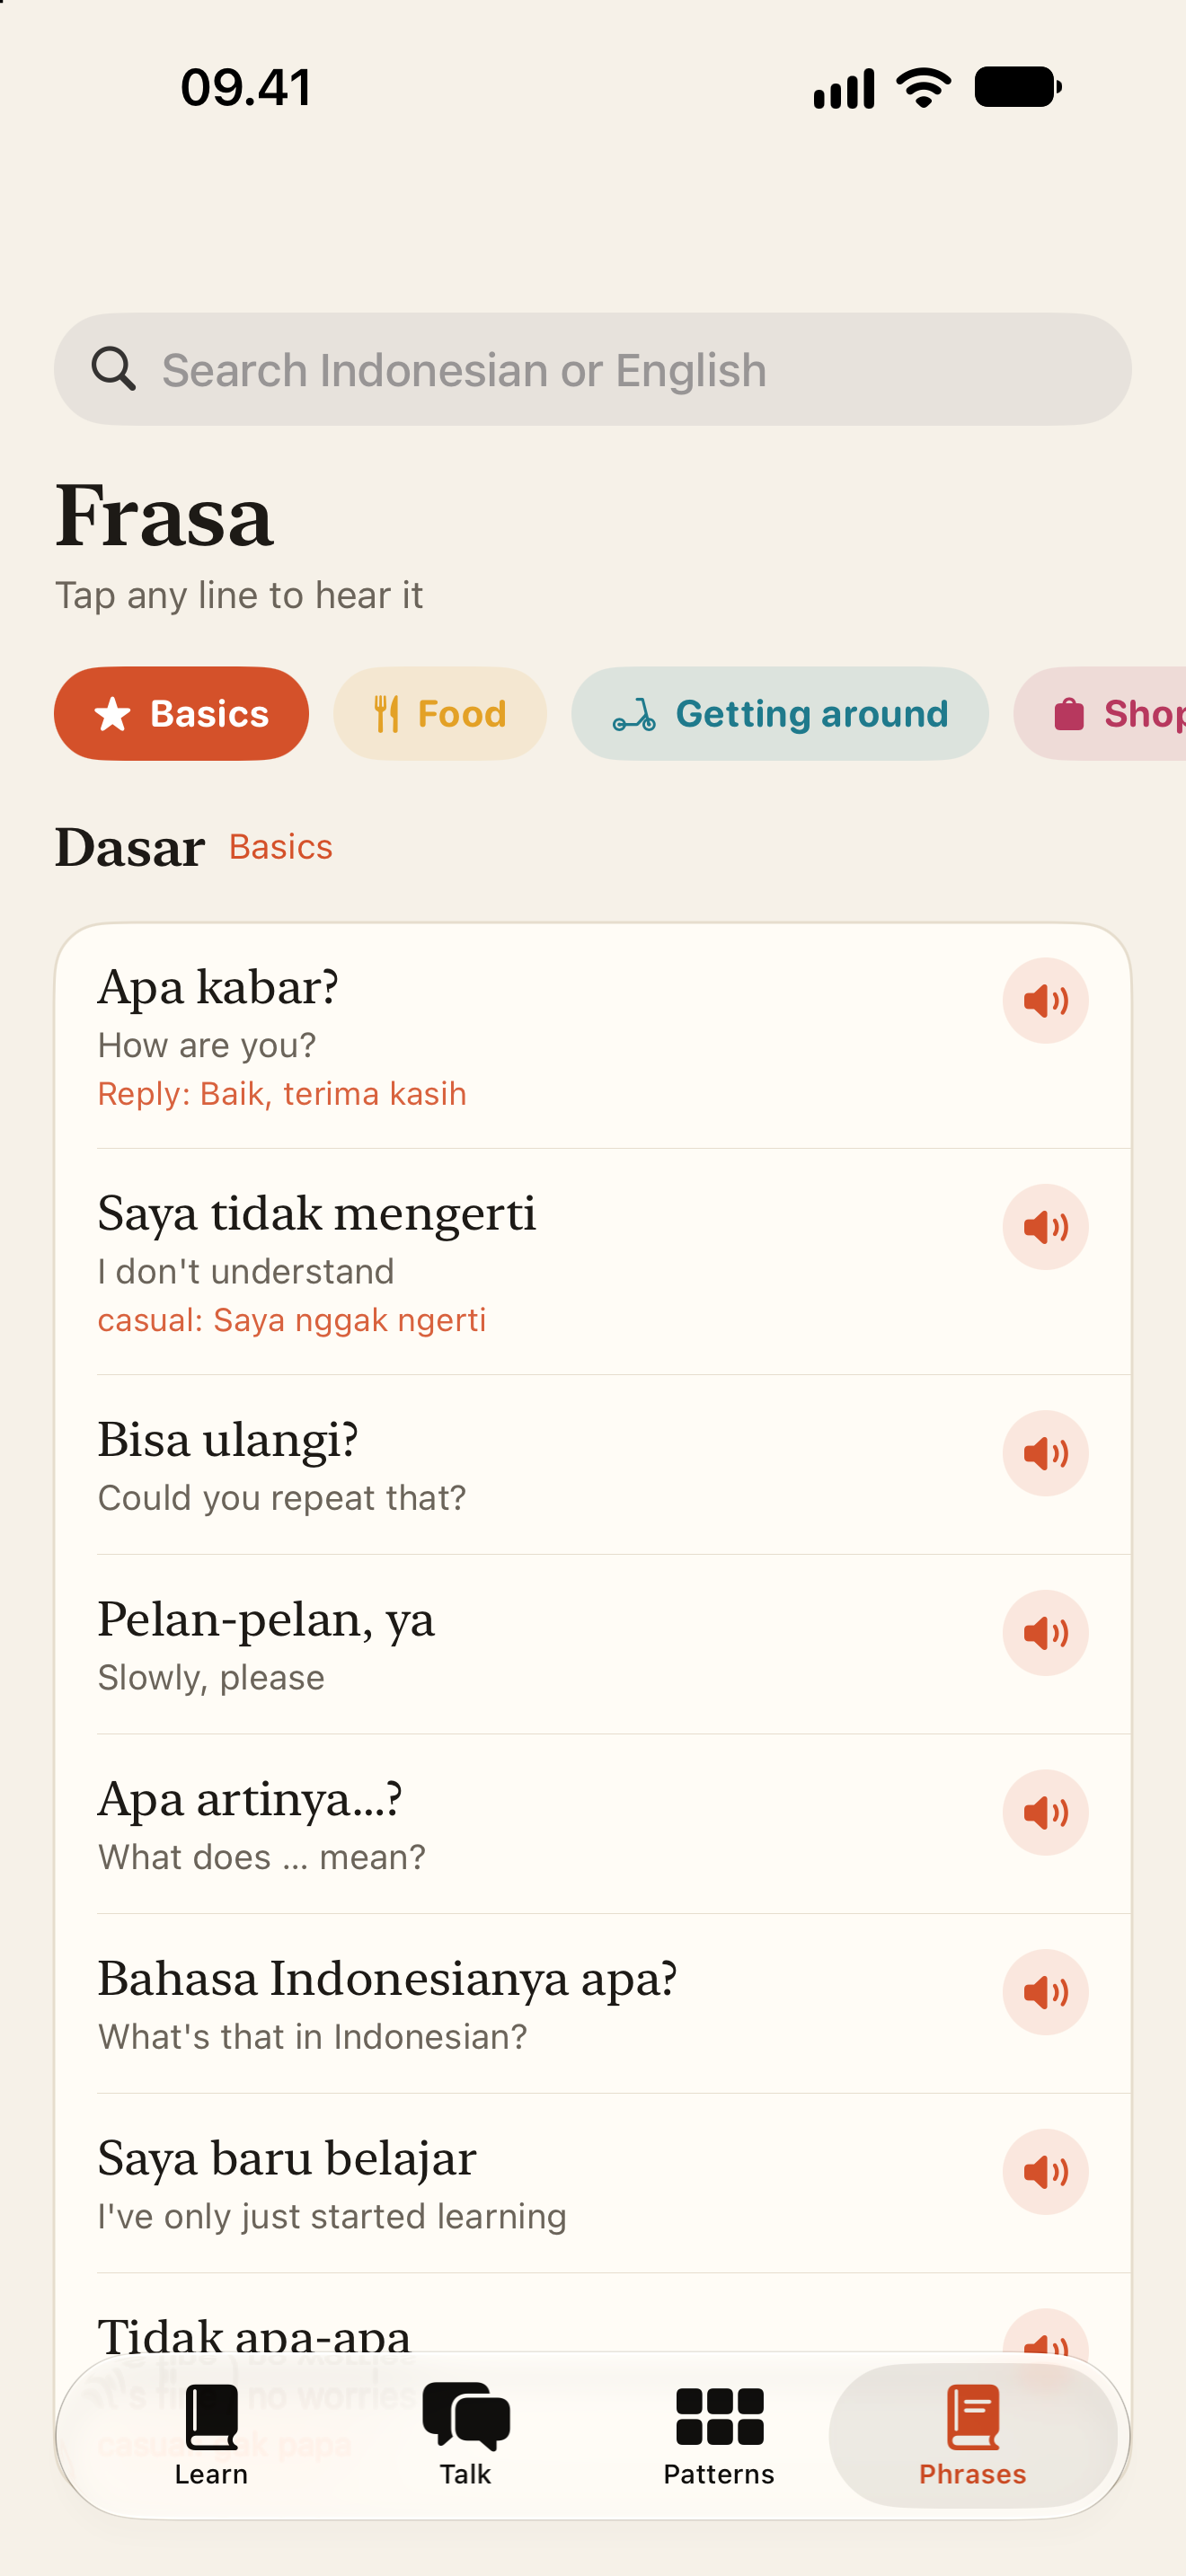 09.41
Search Indonesian or English
Frasa
Tap any line to hear it
Basics
Food
Getting around
Shop
Dasar Basics
Apa kabar?
How are you?
Reply: Baik, terima kasih
Saya tidak mengerti
I don't understand
casual: Saya nggak ngerti
Bisa ulangi?
Could you repeat that?
Pelan-pelan, ya
Slowly, please
Apa artinya...?
What does ... mean?
Bahasa Indonesianya apa?
What's that in Indonesian?
Saya baru belajar
I've only just started learning
Tidak apa-apa
no worries
papa
Learn
Talk
Patterns
Phrases